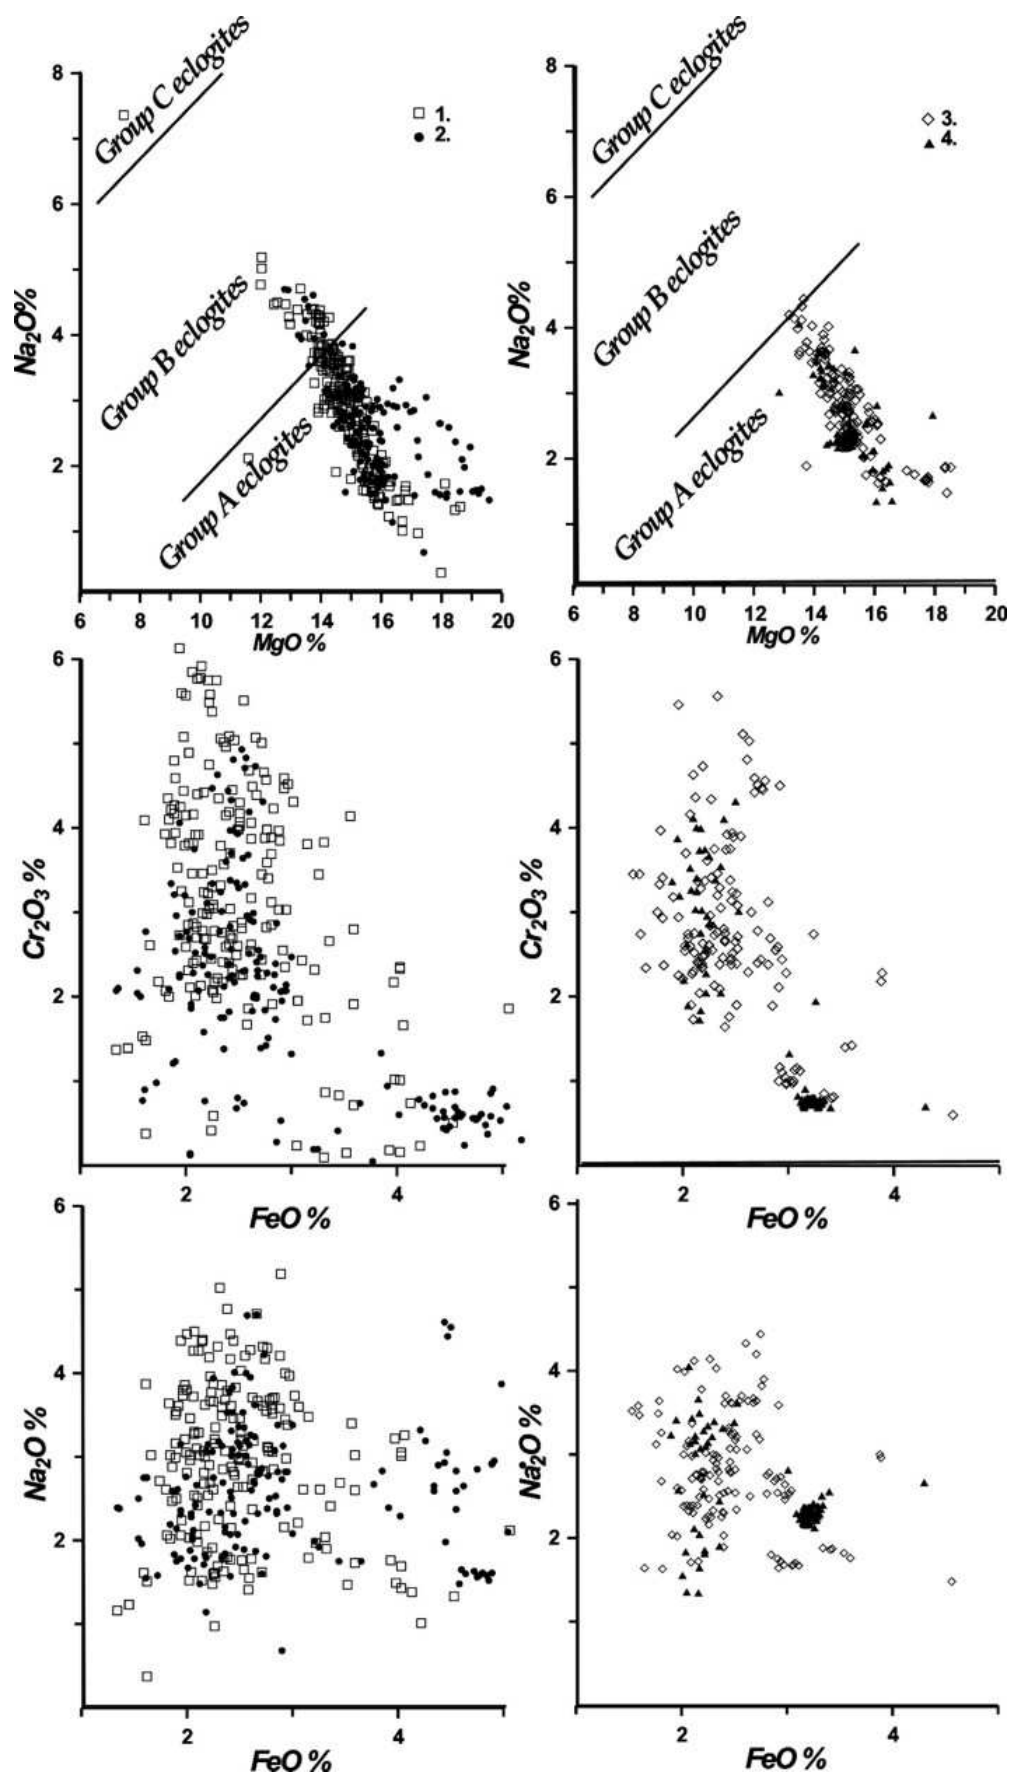 Group C eclogites
8
6
4
2
Na2O%
Group B eclogites
Group A eclogites
1.
2.
6 8 10 12 14 16 18 20
MgO %
Group C eclogites
8
6
4
2
Na2O%
Group B eclogites
Group A eclogites
3.
4.
6 8 10 12 14 16 18 20
MgO %
6
4
2
Cr2O3 %
2 4
FeO %
6
4
2
Cr2O3 %
2 4
FeO %
6
4
2
Na2O %
2 4
FeO %
6
4
2
Na2O %
2 4
FeO %